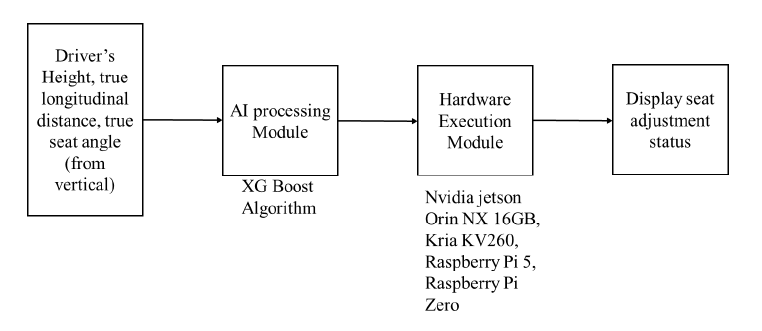 Driver's
Height, true
longitudinal
distance, true
seat angle
(from
vertical)
AI processing
Module
XG Boost
Algorithm
Hardware
Execution
Module
Nvidia jetson
Orin NX 16GB,
Kria KV260,
Raspberry Pi 5,
Raspberry Pi
Zero
Display seat
adjustment
status